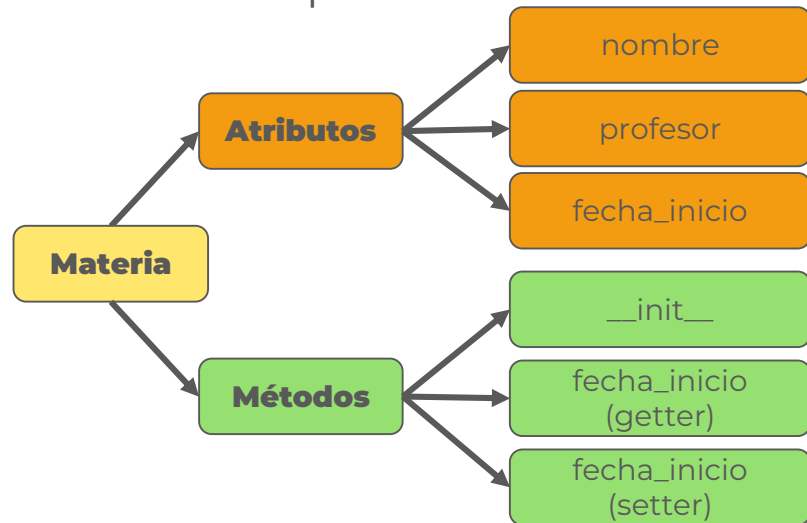 nombre
Atributos
profesor
fecha_inicio
Materia
__init__
Métodos
fecha_inicio
(getter)
fecha_inicio
(setter)